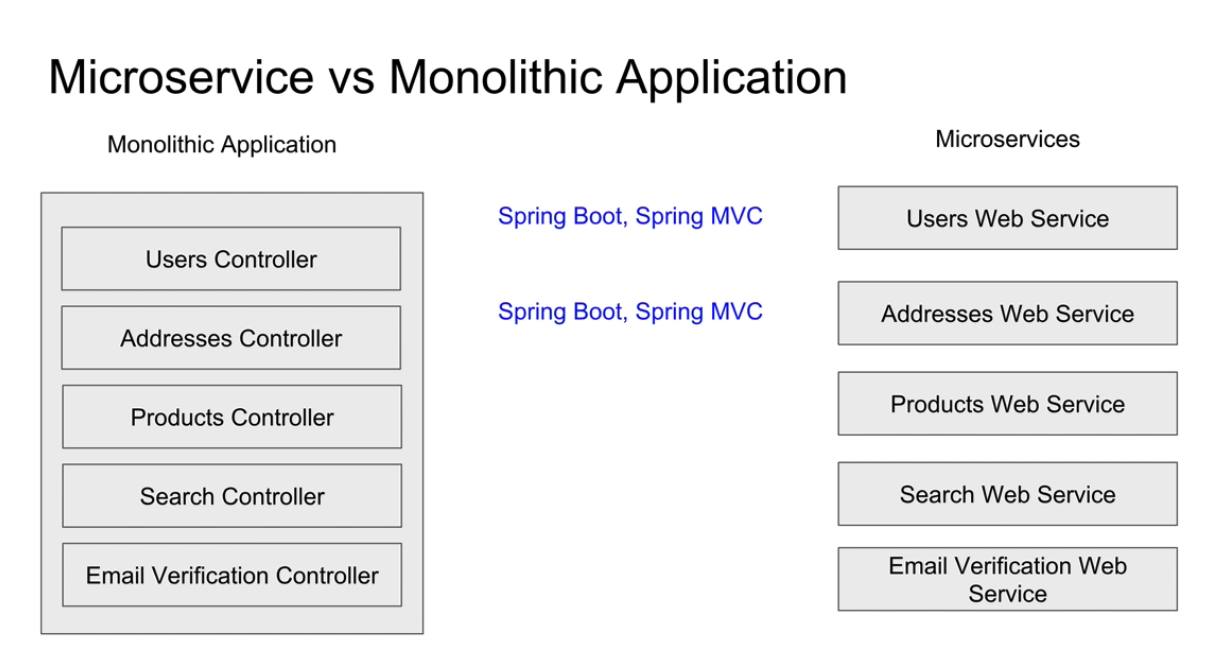 Microservice vs Monolithic Application
Monolithic Application
Users Controller
Addresses Controller
Products Controller
Search Controller
Email Verification Controller
Spring Boot, Spring MVC
Spring Boot, Spring MVC
Microservices
Users Web Service
Addresses Web Service
Products Web Service
Search Web Service
Email Verification Web
Service